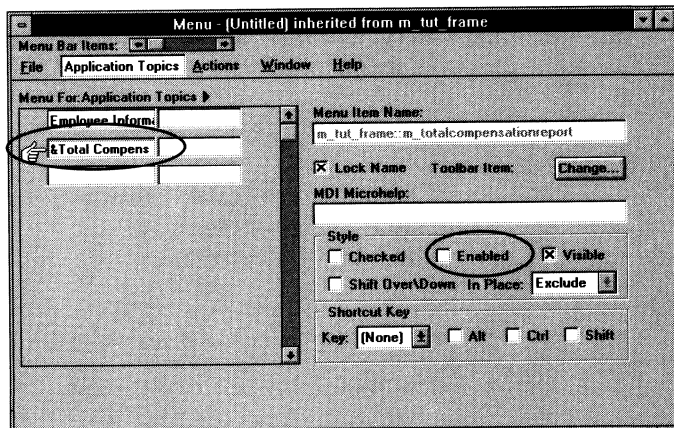 Menu - (Untitled) inherited from m_tut_frame
Menu Bar Items:
File Application Topics Actions Window Help
Menu For:Application Topics
Employee Informa
&Total Compens
Menu Item Name:
m_tut_frame::m_totalcompensationreport
Lock Name Toolbar Item: Change...
MDI Microhelp:
Style
Checked Enabled Visible
Shift Over\Down In Place: Exclude
Shortcut Key
Key: (None) Alt Ctrl Shift